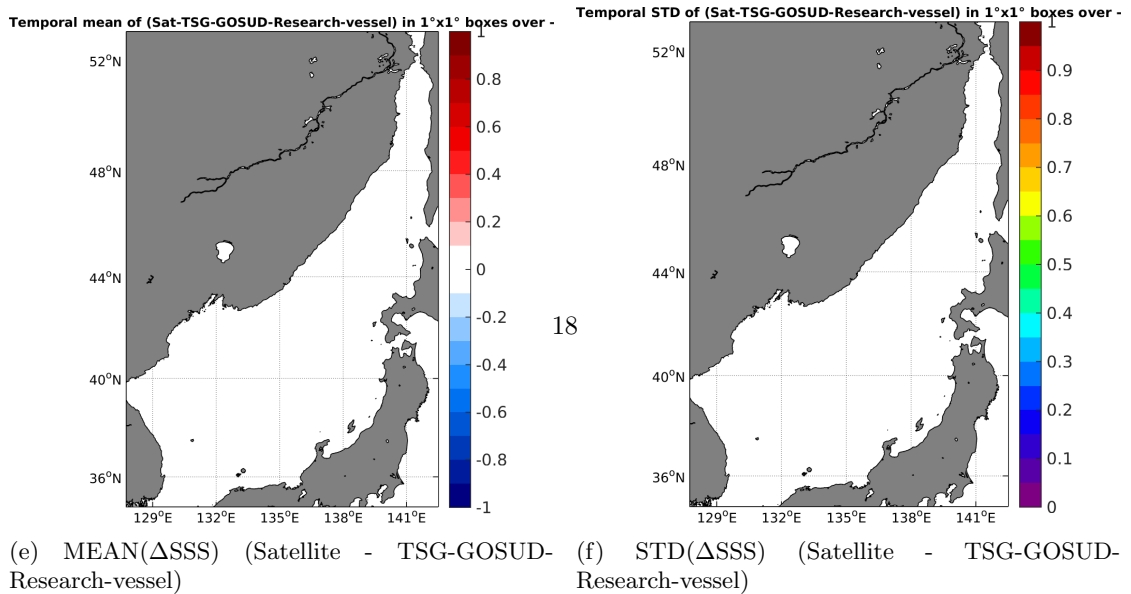 Temporal mean of (Sat-TSG-GOSUD-Research-vessel) in 1°x1° boxes over -
52°N
48°N
44°N
40°N
36°N
129°E 132°E 135°E 138°E 141°E
1
0.8
0.6
0.4
0.2
0
-0.2
-0.4
-0.6
-0.8
-1
(e) MEAN(ΔSSS) (Satellite - TSG-GOSUD-
Research-vessel)
18
Temporal STD of (Sat-TSG-GOSUD-Research-vessel) in 1°x1° boxes over -
52°N
48°N
44°N
40°N
36°N
129°E 132°E 135°E 138°E 141°E
1
0.9
0.8
0.7
0.6
0.5
0.4
0.3
0.2
0.1
0
(f) STD(ΔSSS) (Satellite - TSG-GOSUD-
Research-vessel)